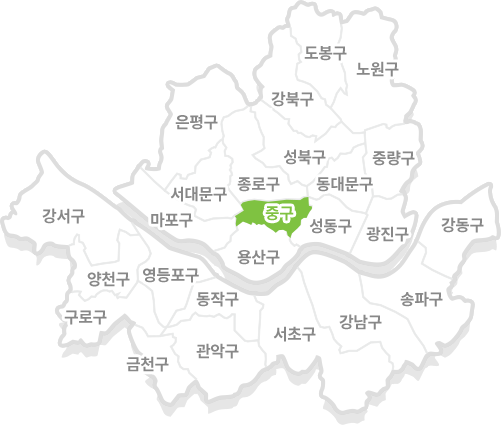 도봉구
노원구
강북구
은평구
성북구
중량구
종로구
동대문구
서대문구
중구
강서구
마포구
성동구
강동구
광진구
용산구
양천구
영등포구
동작구
송파구
구로구
강남구
서초구
관악구
금천구